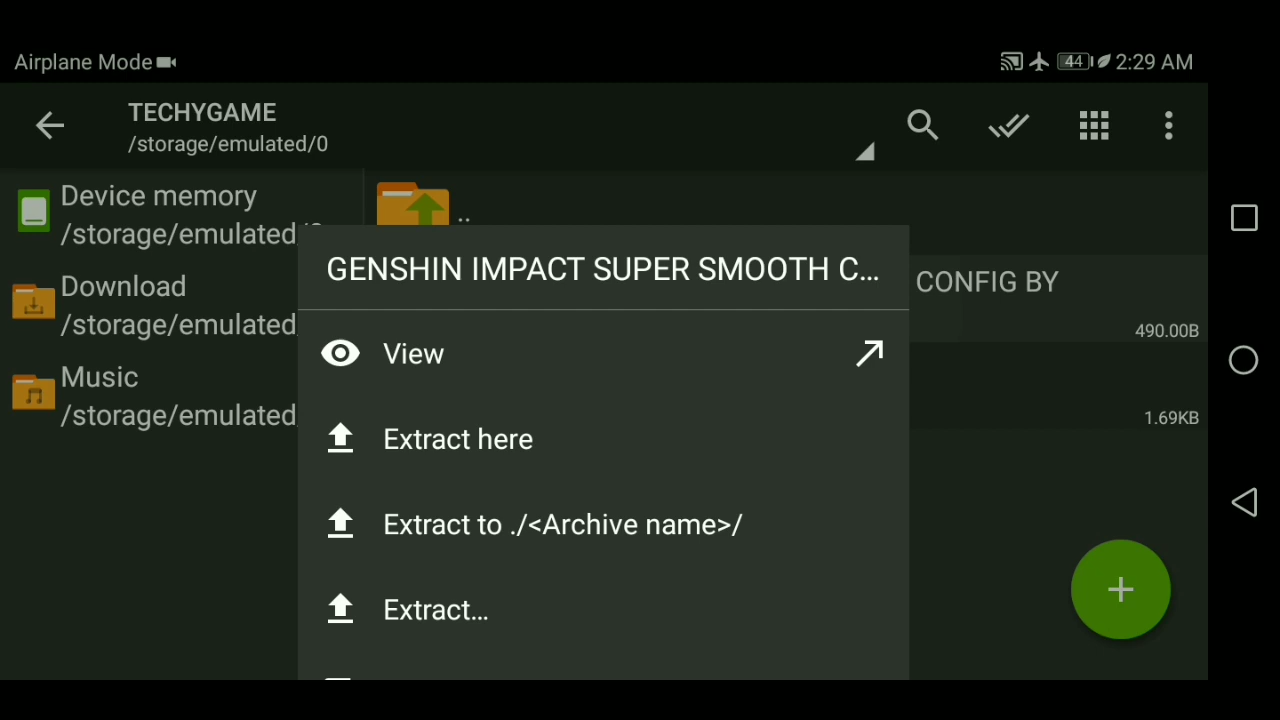 Airplane Mode
44 2:29 AM
TECHYGAME
/storage/emulated/0
Device memory
/storage/emulated/0
Download
/storage/emulated
Music
/storage/emulated
..
CONFIG BY
490.00B
1.69KB
GENSHIN IMPACT SUPER SMOOTH C...
View
Extract here
Extract to ./<Archive name>/
Extract...